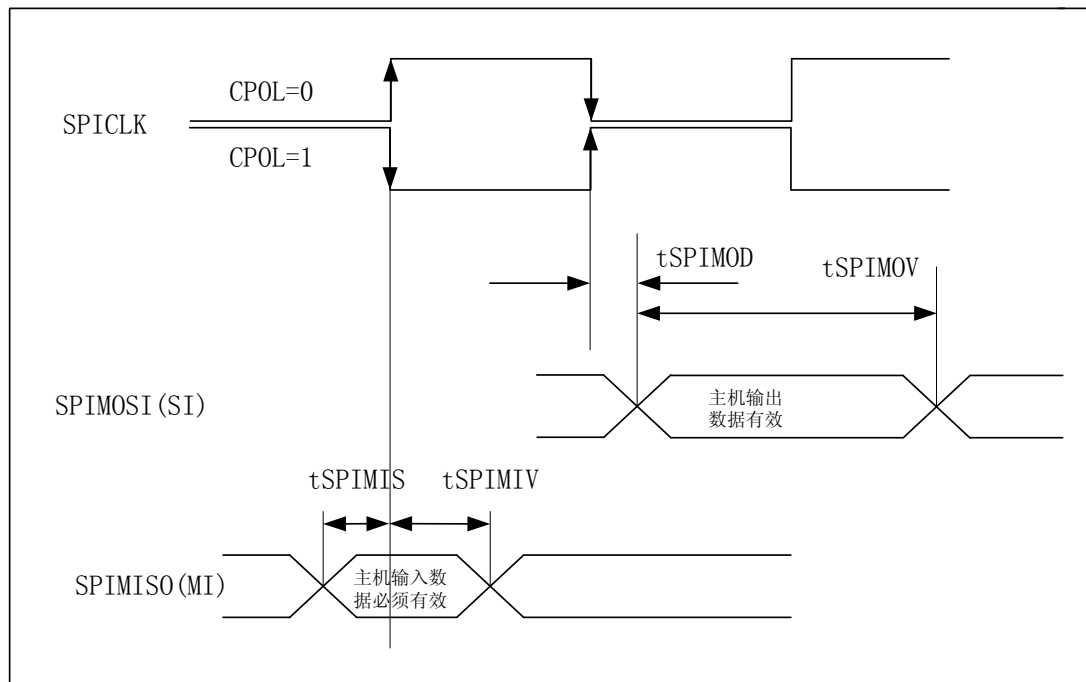 CPOL=0
SPICLK
CPOL=1
tSPIMOD
tSPIMOV
SPIMOSI(SI)
主机输出
数据有效
tSPIMIS
tSPIMIV
SPIMISO(MI)
主机输入数
据必须有效